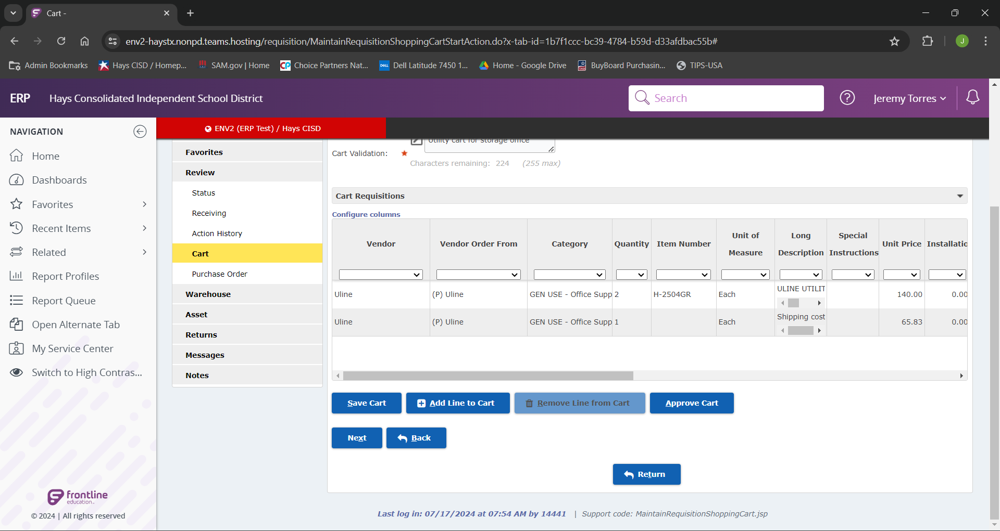 Cart -
env2-haystx.nonpd.teams.hosting/requisition/MaintainRequisitionShoppingCartStartAction.do?x-tab-id=1b7f1ccc-bc39-4784-b59d-d33afdbac55b#
J
Admin Bookmarks
Hays CISD / Homep...
SAM.gov | Home
CP Choice Partners Nat...
DELL Dell Latitude 7450 1...
Home - Google Drive
BuyBoard Purchasin...
TIPS-USA
ERP Hays Consolidated Independent School District
Search
? Jeremy Torres
NAVIGATION
Home
Dashboards
Favorites
Recent Items
Related
Report Profiles
Report Queue
Open Alternate Tab
My Service Center
Switch to High Contras...
frontline
education
© 2024 | All rights reserved
ENV2 (ERP Test) / Hays CISD
Favorites
Review
Status
Receiving
Action History
Cart
Purchase Order
Warehouse
Asset
Returns
Messages
Notes
Utility cart for storage office
Cart Validation:
Characters remaining: 224 (255 max)
Cart Requisitions
Configure columns
Vendor Vendor Order From Category Quantity Item Number Unit of Measure Long Description Special Instructions Unit Price Installatio
Uline (P) Uline GEN USE - Office Supp 2 H-2504GR Each ULINE UTILIT 140.00 0.00
Uline (P) Uline GEN USE - Office Supp 1 Each Shipping cost 65.83 0.00
Save Cart Add Line to Cart Remove Line from Cart Approve Cart
Next Back
Return
Last log in: 07/17/2024 at 07:54 AM by 14441 | Support code: MaintainRequisitionShoppingCart.jsp